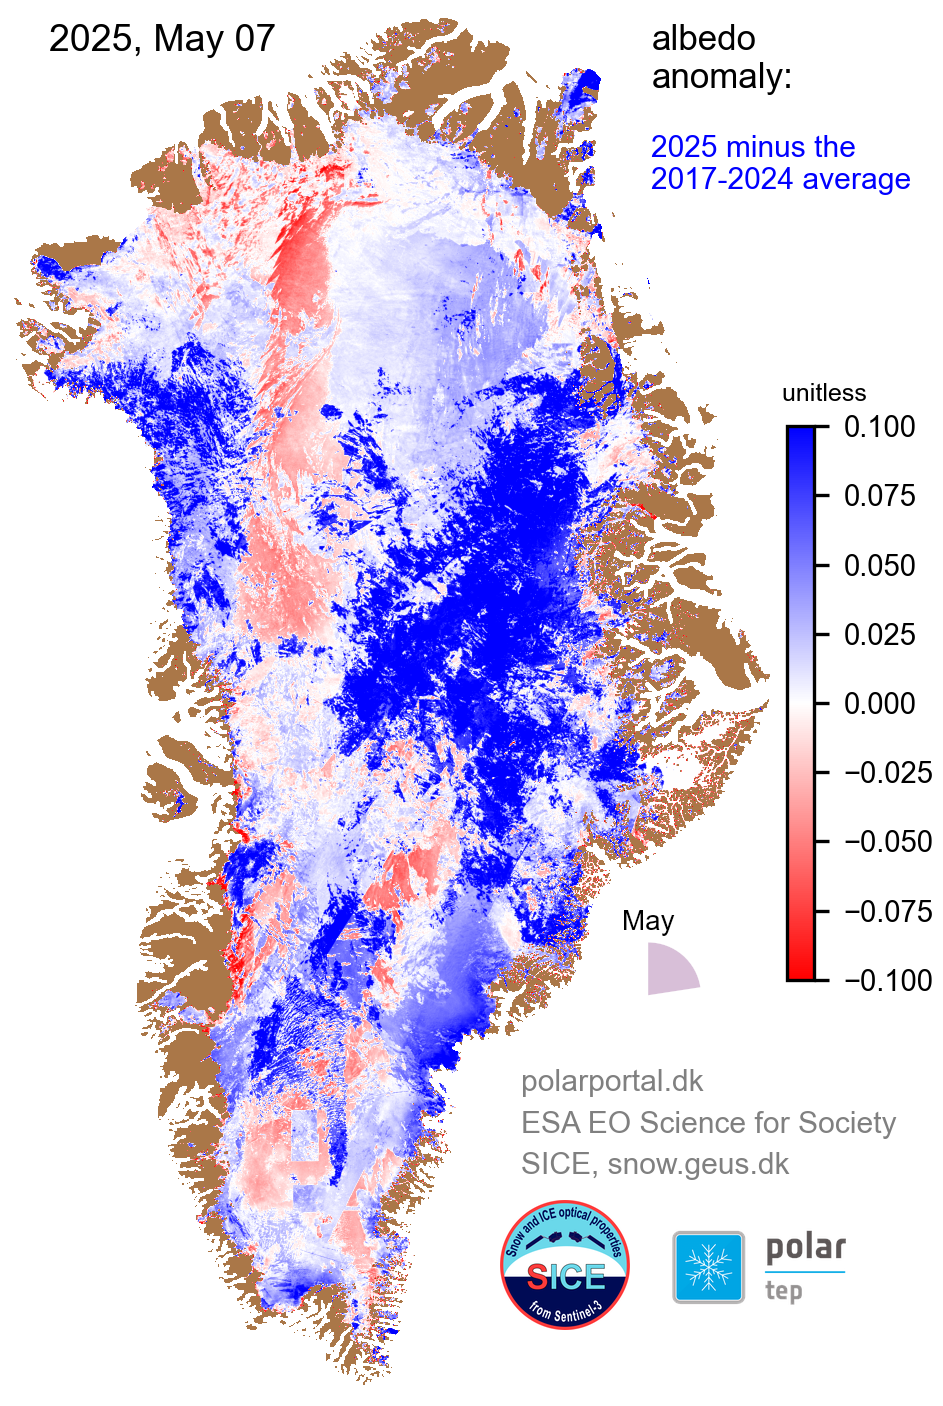 2025, May 07
albedo
anomaly:
2025 minus the
2017-2024 average
unitless
0.100
0.075
0.050
0.025
0.000
−0.025
−0.050
−0.075
−0.100
May
polarportal.dk
ESA EO Science for Society
SICE, snow.geus.dk
Snow and ICE optical properties
SICE
from Sentinel-3
polar
tep